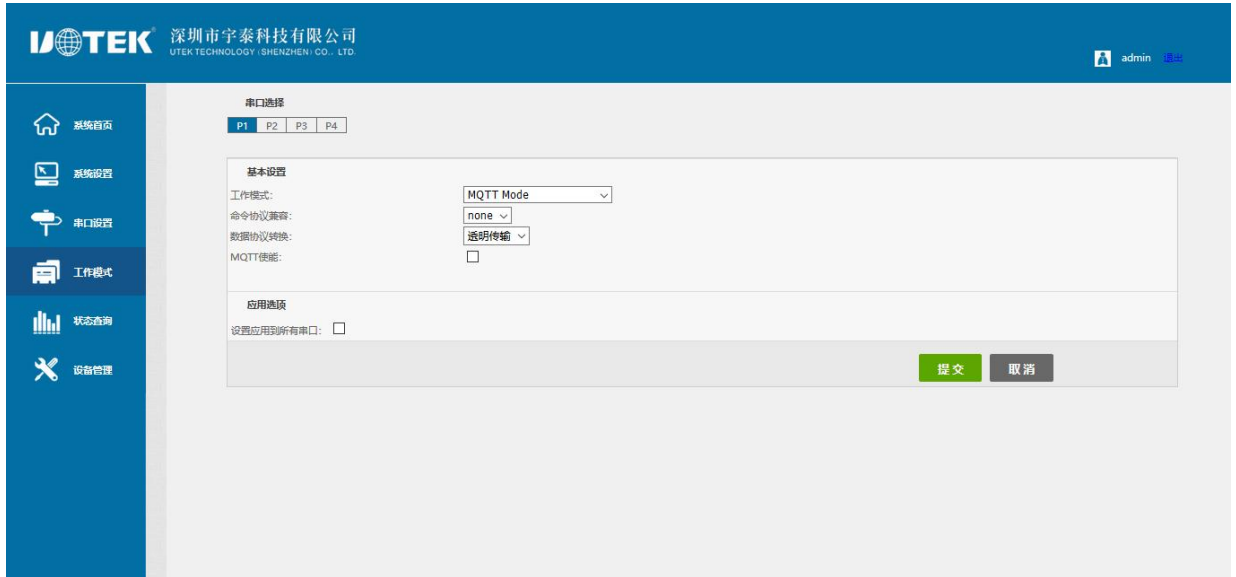 UOTEK
深圳市宇泰科技有限公司
UTEK TECHNOLOGY (SHENZHEN) CO., LTD.
admin 退出
系统首页
系统设置
串口设置
工作模式
状态查询
设备管理
串口选择
P1 P2 P3 P4
基本设置
工作模式: MQTT Mode
命令协议兼容: none
数据协议转换: 透明传输
MQTT使能:
应用选项
设置应用到所有串口:
提交 取消